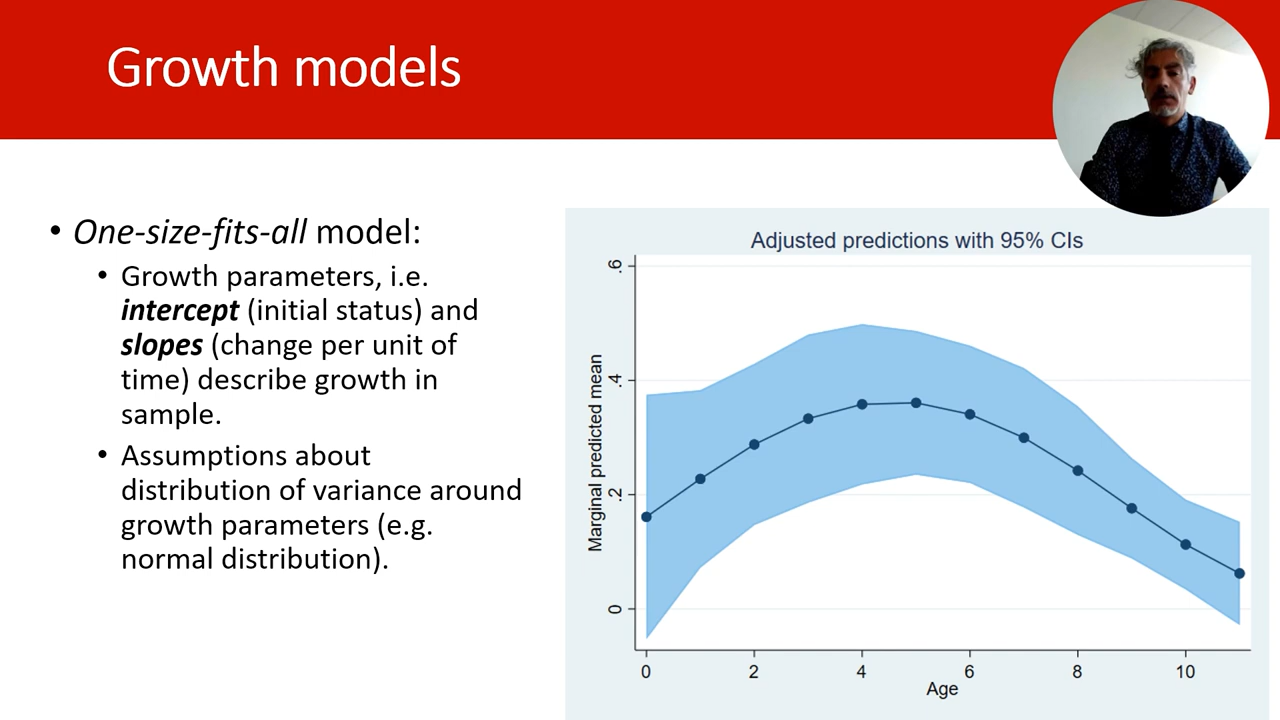 Growth models
• One-size-fits-all model:
• Growth parameters, i.e.
intercept (initial status) and
slopes (change per unit of
time) describe growth in
sample.
• Assumptions about
distribution of variance around
growth parameters (e.g.
normal distribution).
Adjusted predictions with 95% CIs
Marginal predicted mean
.6
.4
.2
0
0 2 4 6 8 10
Age